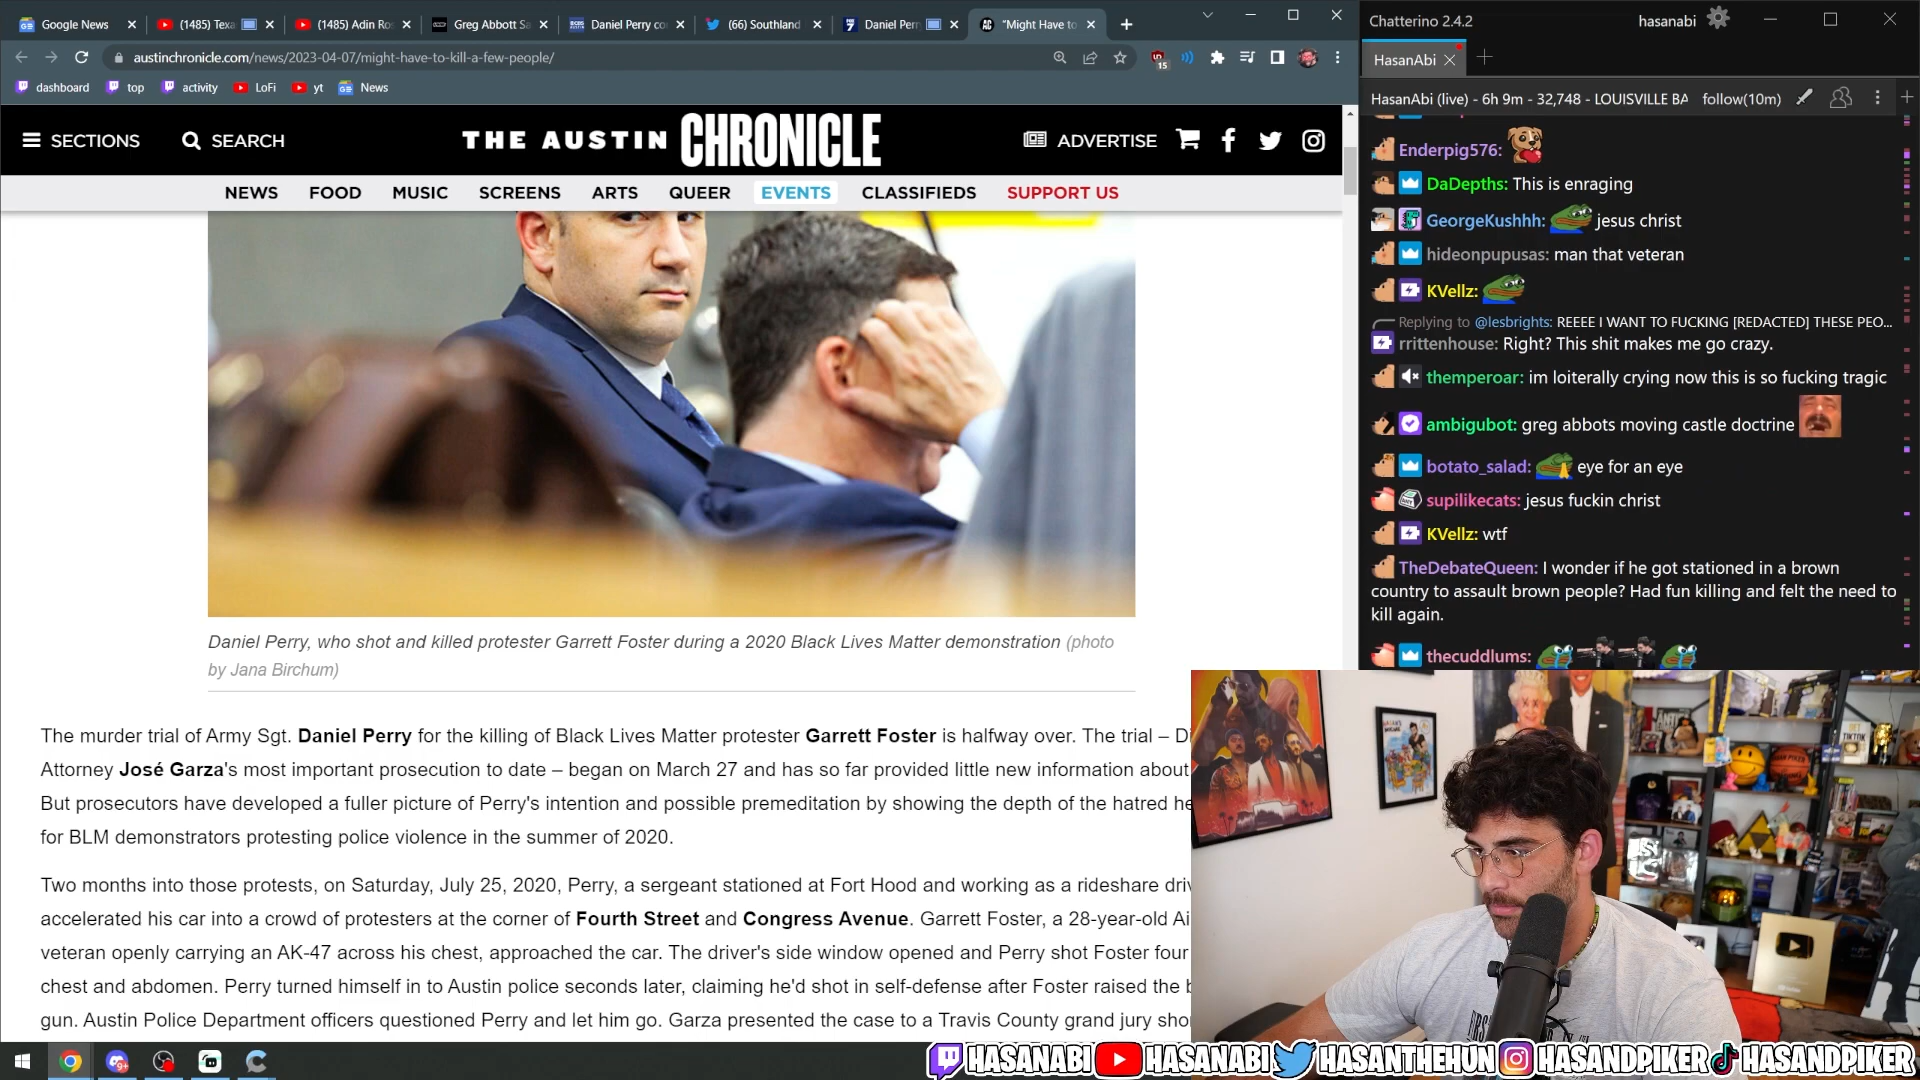 Google News
(1485) Texa
(1485) Adin Ro
Greg Abbott Sa
Daniel Perry co
(66) Southland
Daniel Perr
"Might Have to
austinchronicle.com/news/2023-04-07/might-have-to-kill-a-few-people/
15
dashboard
top
activity
LoFi
yt
News
SECTIONS
SEARCH
THE AUSTIN CHRONICLE
ADVERTISE
NEWS
FOOD
MUSIC
SCREENS
ARTS
QUEER
EVENTS
CLASSIFIEDS
SUPPORT US
Daniel Perry, who shot and killed protester Garrett Foster during a 2020 Black Lives Matter demonstration (photo
by Jana Birchum)
The murder trial of Army Sgt. Daniel Perry for the killing of Black Lives Matter protester Garrett Foster is halfway over. The trial – D
Attorney José Garza's most important prosecution to date – began on March 27 and has so far provided little new information about
But prosecutors have developed a fuller picture of Perry's intention and possible premeditation by showing the depth of the hatred he
for BLM demonstrators protesting police violence in the summer of 2020.
Two months into those protests, on Saturday, July 25, 2020, Perry, a sergeant stationed at Fort Hood and working as a rideshare driv
accelerated his car into a crowd of protesters at the corner of Fourth Street and Congress Avenue. Garrett Foster, a 28-year-old Ai
veteran openly carrying an AK-47 across his chest, approached the car. The driver's side window opened and Perry shot Foster four
chest and abdomen. Perry turned himself in to Austin police seconds later, claiming he'd shot in self-defense after Foster raised the b
gun. Austin Police Department officers questioned Perry and let him go. Garza presented the case to a Travis County grand jury sho
Chatterino 2.4.2
hasanabi
HasanAbi
HasanAbi (live) - 6h 9m - 32,748 - LOUISVILLE BA
follow(10m)
Enderpig576:
DaDepths: This is enraging
GeorgeKushhh: jesus christ
hideonpupusas: man that veteran
KVellz:
Replying to @lesbrights: REEEE I WANT TO FUCKING [REDACTED] THESE PEO...
rrittenhouse: Right? This shit makes me go crazy.
themperoar: im loiterally crying now this is so fucking tragic
ambigubot: greg abbots moving castle doctrine
botato_salad: eye for an eye
supilikecats: jesus fuckin christ
KVellz: wtf
TheDebateQueen: I wonder if he got stationed in a brown
country to assault brown people? Had fun killing and felt the need to
kill again.
thecuddlums:
HASANABI
HASANABI
HASANTHEHUN
HASANDPIKER
HASANDPIKER